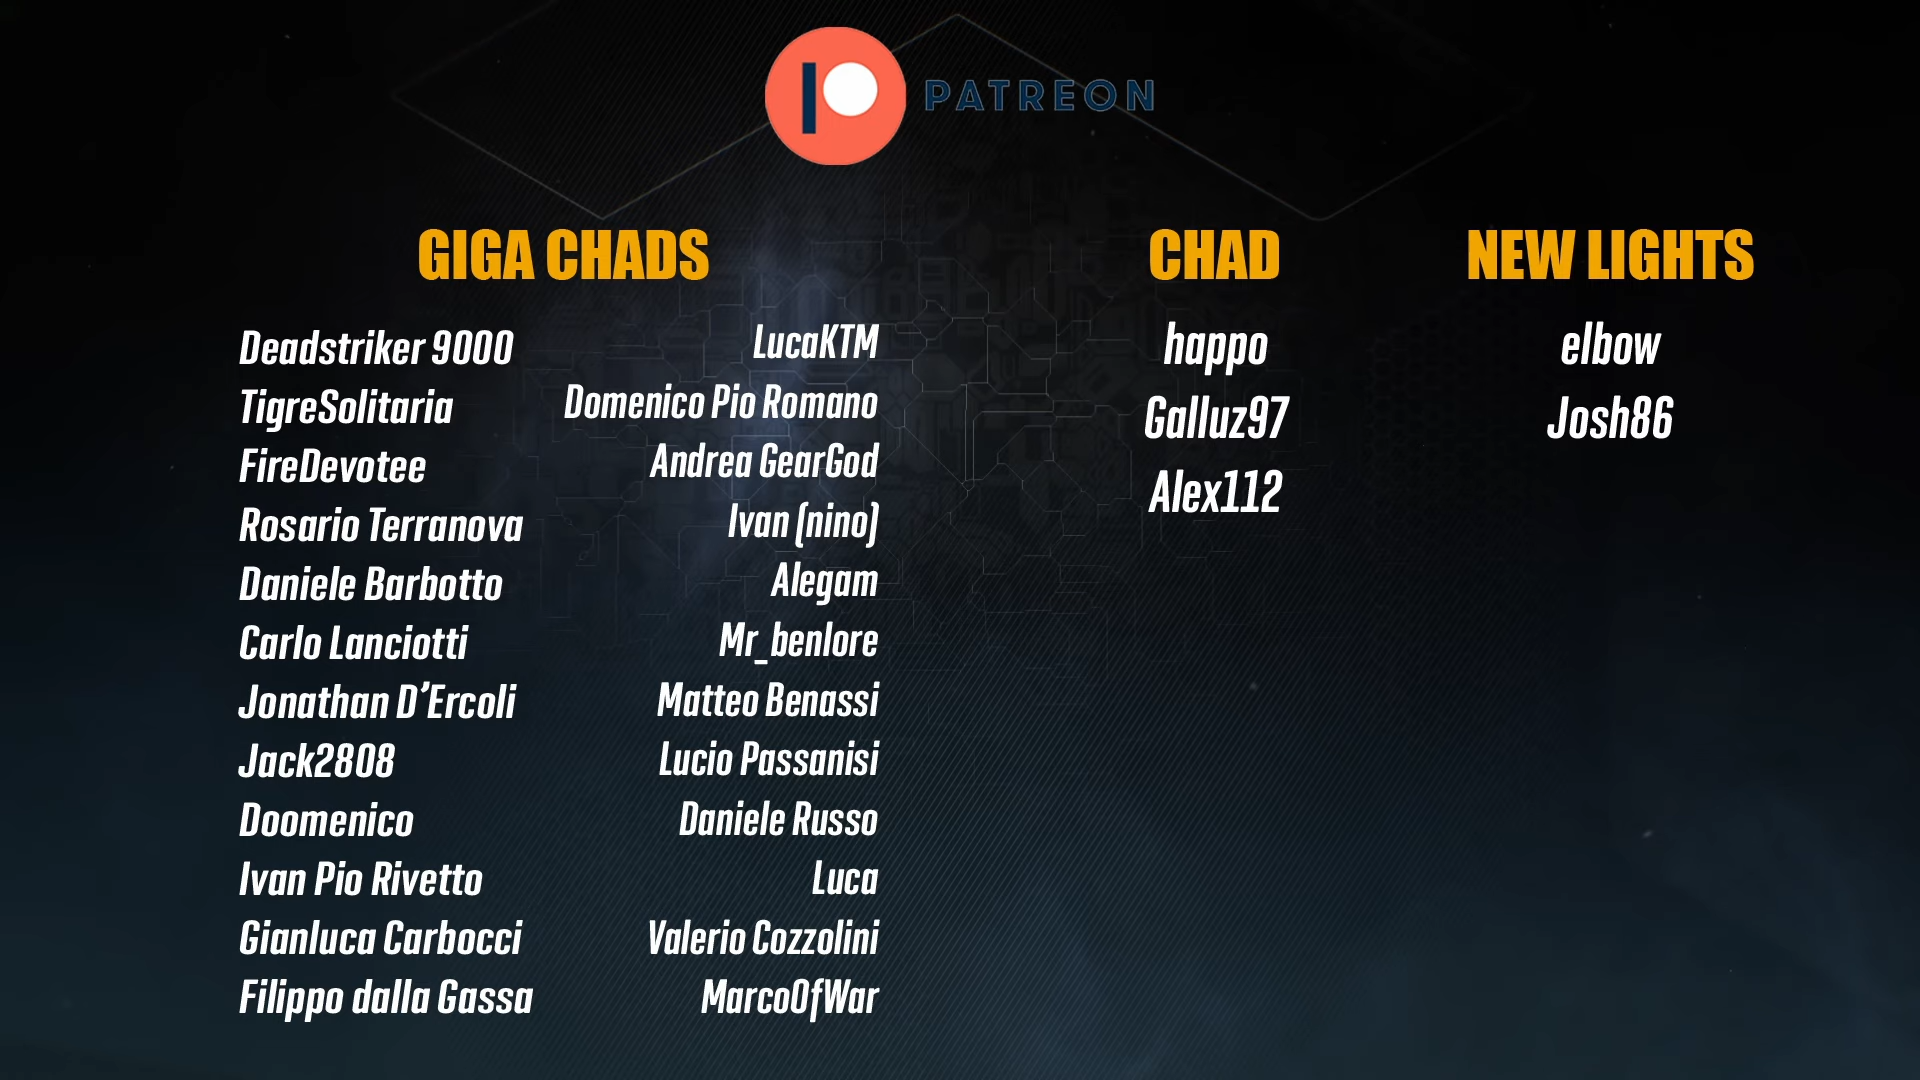 PATREON
GIGA CHADS
Deadstriker 9000
TigreSolitaria
FireDevotee
Rosario Terranova
Daniele Barbotto
Carlo Lanciotti
Jonathan D’Ercoli
Jack2808
Doomenico
Ivan Pio Rivetto
Gianluca Carbocci
Filippo dalla Gassa
LucaKTM
Domenico Pio Romano
Andrea GearGod
Ivan (nino)
Alegam
Mr_benlore
Matteo Benassi
Lucio Passanisi
Daniele Russo
Luca
Valerio Cozzolini
MarcoOfWar
CHAD
happo
Galluz97
Alex112
NEW LIGHTS
elbow
Josh86